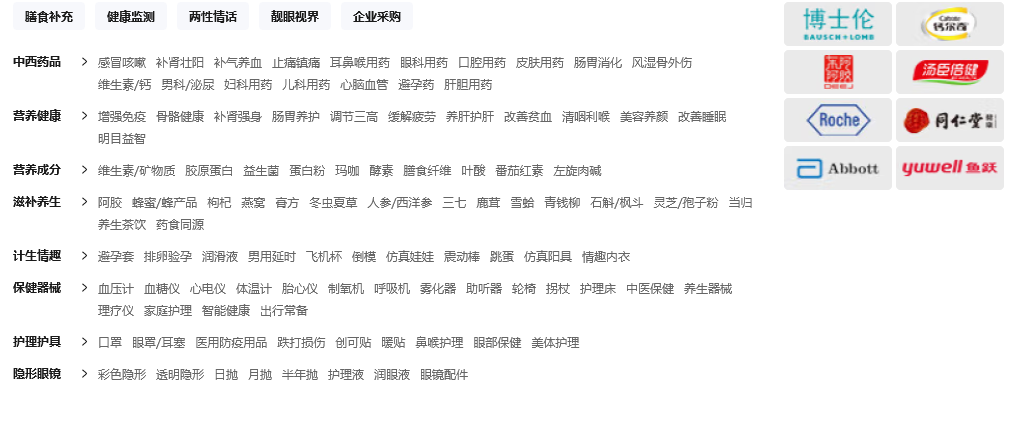 膳食补充 健康监测 两性情话 靓眼视界 企业采购
中西药品 > 感冒咳嗽 补肾壮阳 补气养血 止痛镇痛 耳鼻喉用药 眼科用药 口腔用药 皮肤用药 肠胃消化 风湿骨外伤
维生素/钙 男科/泌尿 妇科用药 儿科用药 心脑血管 避孕药 肝胆用药
营养健康 > 增强免疫 骨骼健康 补肾强身 肠胃养护 调节三高 缓解疲劳 养肝护肝 改善贫血 清咽利喉 美容养颜 改善睡眠
明目益智
营养成分 > 维生素/矿物质 胶原蛋白 益生菌 蛋白粉 玛咖 酵素 膳食纤维 叶酸 番茄红素 左旋肉碱
滋补养生 > 阿胶 蜂蜜/蜂产品 枸杞 燕窝 膏方 冬虫夏草 人参/西洋参 三七 鹿茸 雪蛤 青钱柳 石斛/枫斗 灵芝/孢子粉 当归
养生茶饮 药食同源
计生情趣 > 避孕套 排卵验孕 润滑液 男用延时 飞机杯 倒模 仿真娃娃 震动棒 跳蛋 仿真阳具 情趣内衣
保健器械 > 血压计 血糖仪 心电仪 体温计 胎心仪 制氧机 呼吸机 雾化器 助听器 轮椅 拐杖 护理床 中医保健 养生器械
理疗仪 家庭护理 智能健康 出行常备
护理护具 > 口罩 眼罩/耳塞 医用防疫用品 跌打损伤 创可贴 暖贴 鼻喉护理 眼部保健 美体护理
隐形眼镜 > 彩色隐形 透明隐形 日抛 月抛 半年抛 护理液 润眼液 眼镜配件
博士伦
BAUSCH+LOMB
Caltrate
钙尔奇
东阿阿胶
DEEJ
汤臣倍健
Roche
同仁堂
Abbott
yuwell 鱼跃